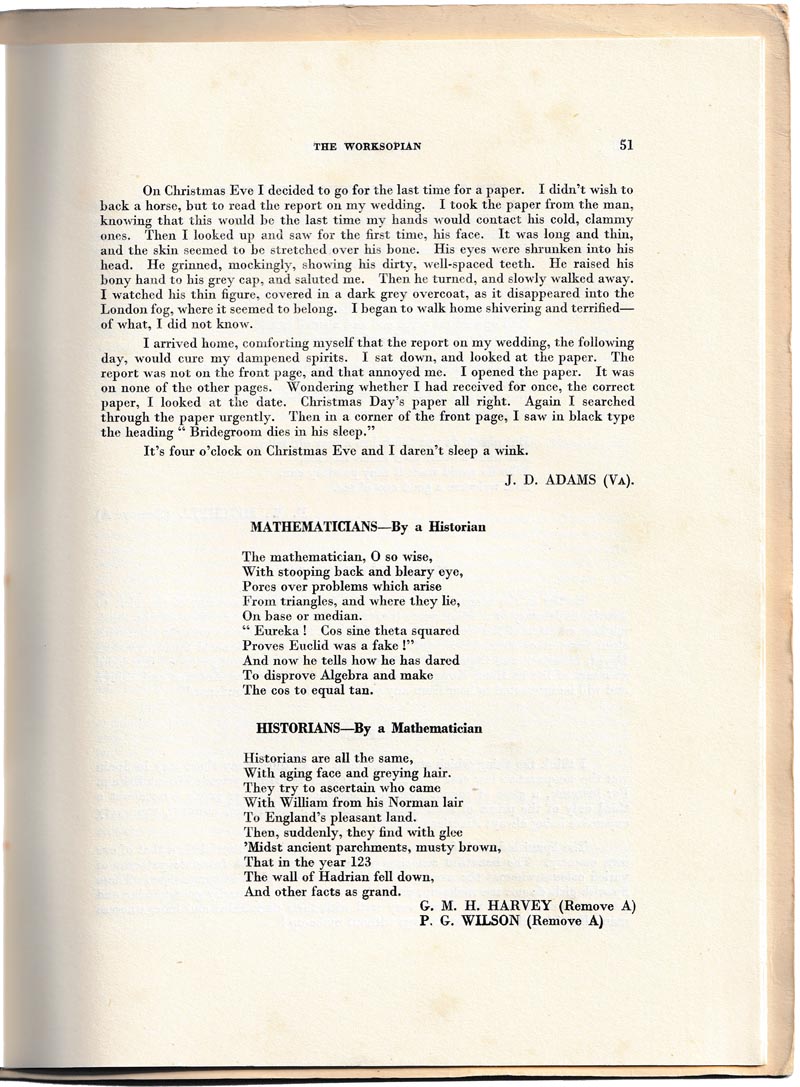 THE WORKSOPIAN 51
On Christmas Eve I decided to go for the last time for a paper. I didn't wish to
back a horse, but to read the report on my wedding. I took the paper from the man,
knowing that this would be the last time my hands would contact his cold, clammy
ones. Then I looked up and saw for the first time, his face. It was long and thin,
and the skin seemed to be stretched over his bone. His eyes were shrunken into his
head. He grinned, mockingly, showing his dirty, well-spaced teeth. He raised his
bony hand to his grey cap, and saluted me. Then he turned, and slowly walked away.
I watched his thin figure, covered in a dark grey overcoat, as it disappeared into the
London fog, where it seemed to belong. I began to walk home shivering and terrified—
of what, I did not know.
I arrived home, comforting myself that the report on my wedding, the following
day, would cure my dampened spirits. I sat down, and looked at the paper. The
report was not on the front page, and that annoyed me. I opened the paper. It was
on none of the other pages. Wondering whether I had received for once, the correct
paper, I looked at the date. Christmas Day's paper all right. Again I searched
through the paper urgently. Then in a corner of the front page, I saw in black type
the heading “ Bridegroom dies in his sleep.”
It's four o'clock on Christmas Eve and I daren't sleep a wink.
J. D. ADAMS (VA).
MATHEMATICIANS—By a Historian
The mathematician, O so wise,
With stooping back and bleary eye,
Pores over problems which arise
From triangles, and where they lie,
On base or median.
“ Eureka ! Cos sine theta squared
Proves Euclid was a fake !”
And now he tells how he has dared
To disprove Algebra and make
The cos to equal tan.
HISTORIANS—By a Mathematician
Historians are all the same,
With aging face and greying hair.
They try to ascertain who came
With William from his Norman lair
To England's pleasant land.
Then, suddenly, they find with glee
'Midst ancient parchments, musty brown,
That in the year 123
The wall of Hadrian fell down,
And other facts as grand.
G. M. H. HARVEY (Remove A)
P. G. WILSON (Remove A)